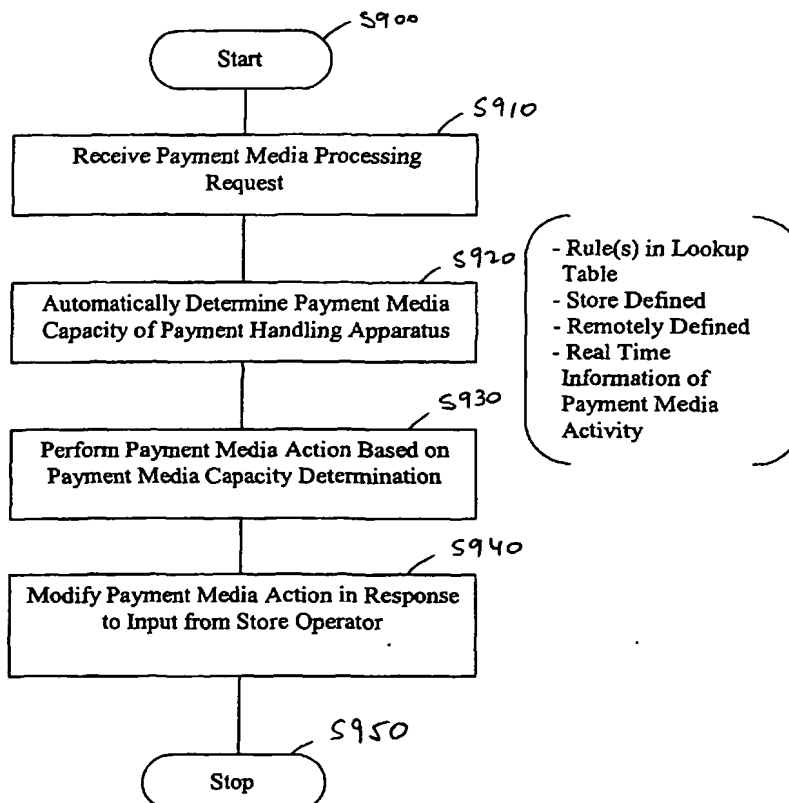 S900
Start
S910
Receive Payment Media Processing
Request
S920
Automatically Determine Payment Media
Capacity of Payment Handling Apparatus
- Rule(s) in Lookup
Table
- Store Defined
- Remotely Defined
- Real Time
Information of
Payment Media
Activity
S930
Perform Payment Media Action Based on
Payment Media Capacity Determination
S940
Modify Payment Media Action in Response
to Input from Store Operator
S950
Stop